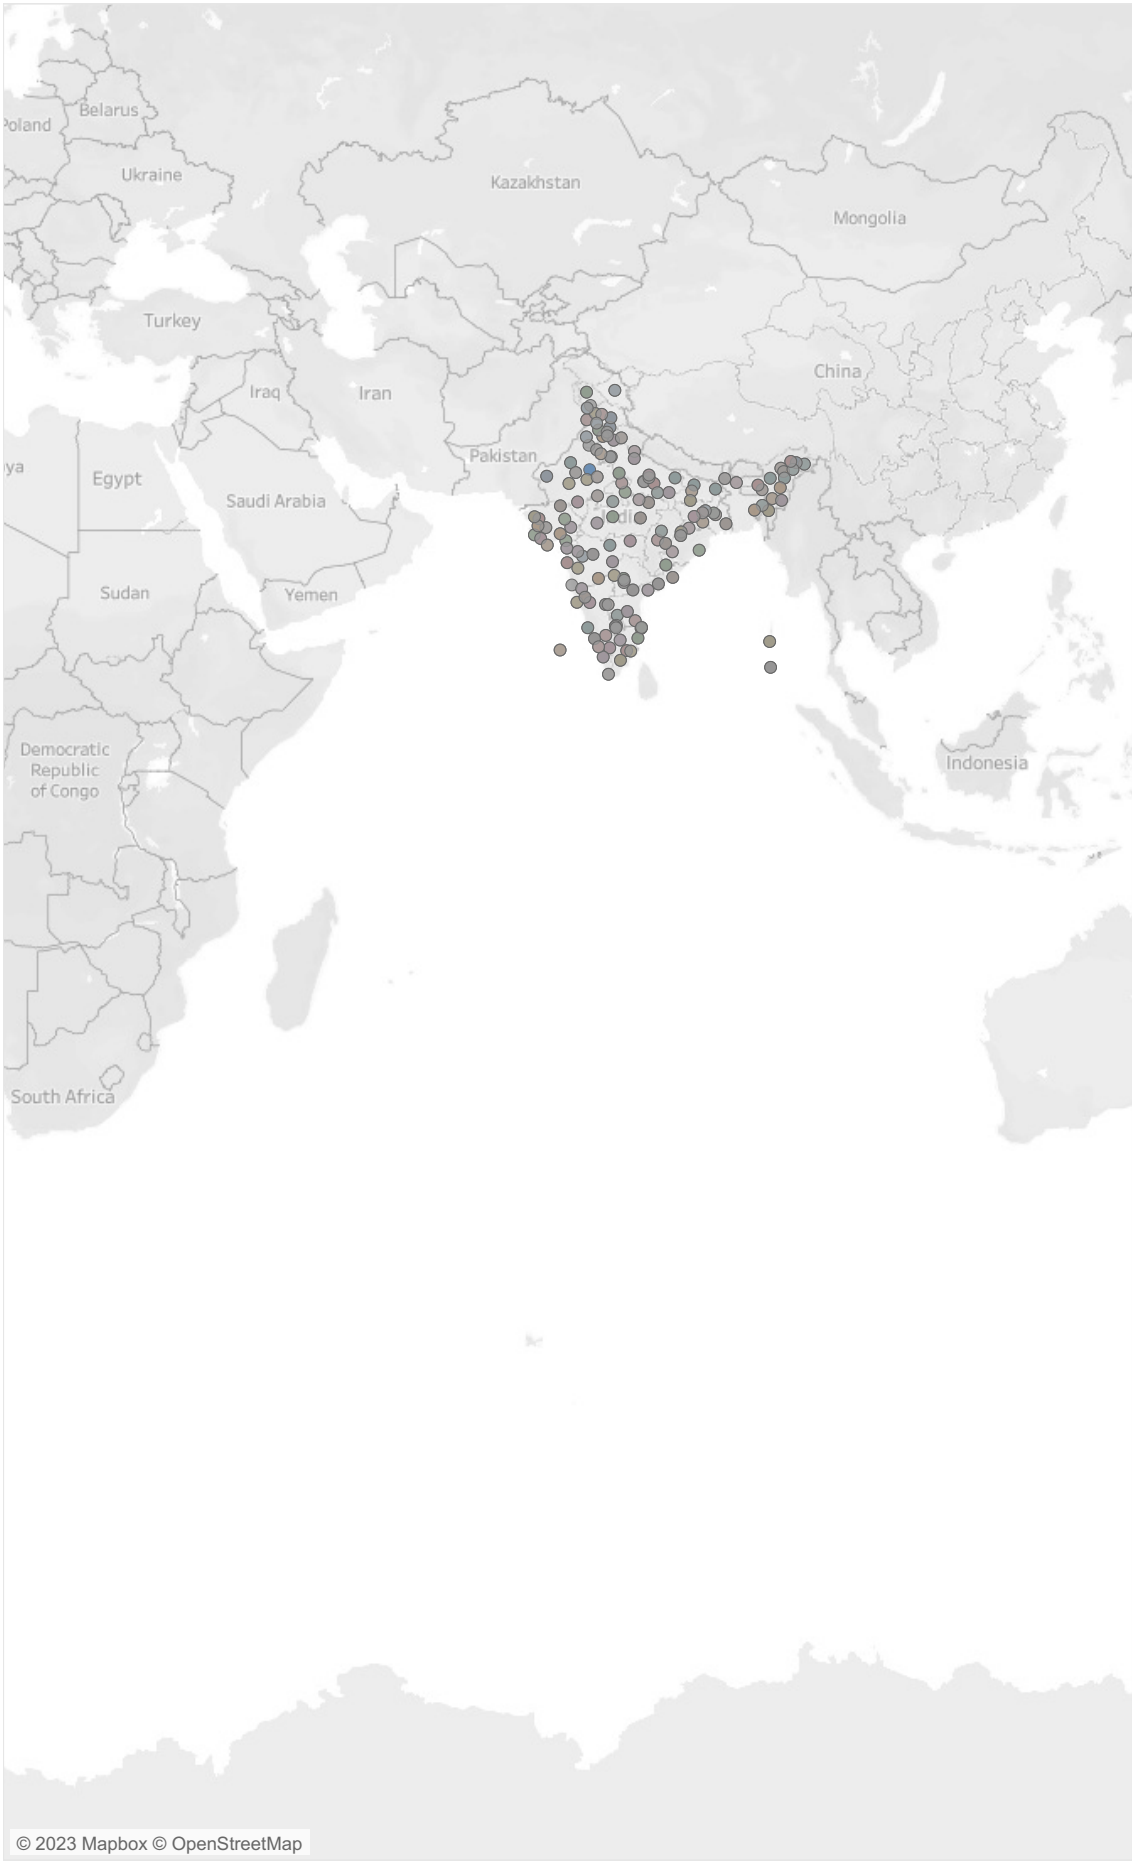 Belarus
Poland
Ukraine
Kazakhstan
Mongolia
Turkey
China
Iraq
Iran
Pakistan
ya
Egypt
Saudi Arabia
Sudan
Yemen
Democratic
Republic
of Congo
Indonesia
South Africa
© 2023 Mapbox © OpenStreetMap